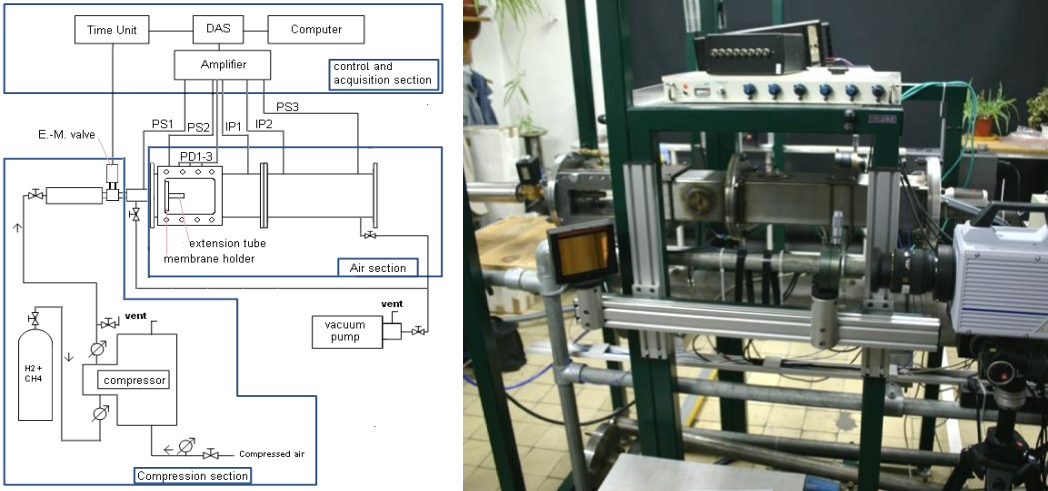 Time Unit
DAS
Computer
Amplifier
control and
acquisition section
PS3
PS1
PS2
IP1
IP2
E.-M. valve
PD1-3
extension tube
membrane holder
Air section
vent
vent
vacuum
pump
H2 +
CH4
compressor
Compressed air
Compression section